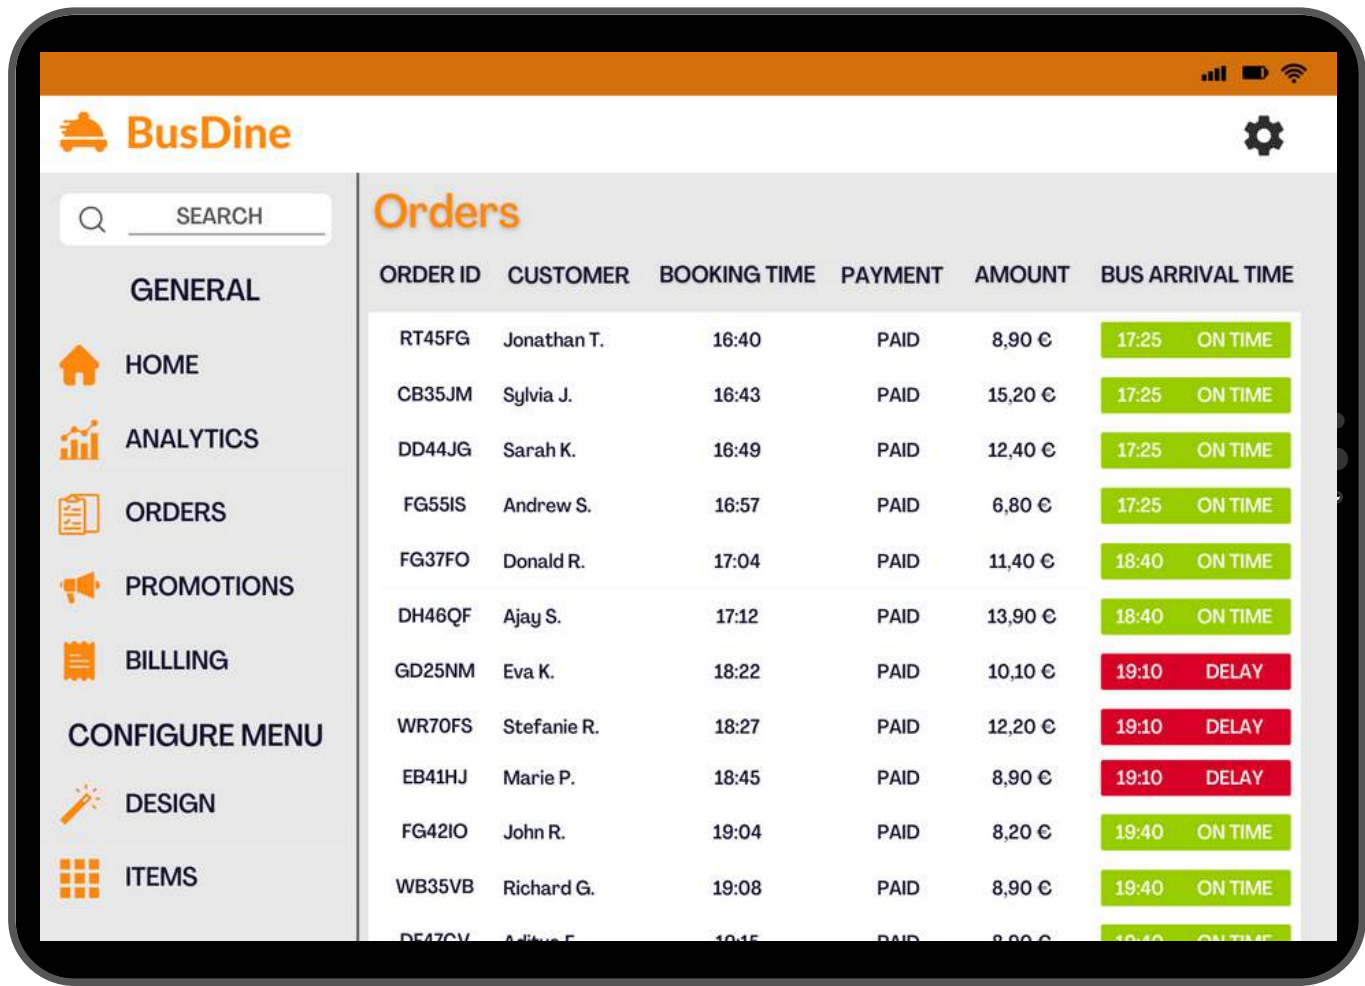 BusDine
SEARCH
GENERAL
HOME
ANALYTICS
ORDERS
PROMOTIONS
BILLLING
CONFIGURE MENU
DESIGN
ITEMS
Orders
ORDER ID CUSTOMER BOOKING TIME PAYMENT AMOUNT BUS ARRIVAL TIME
RT45FG Jonathan T. 16:40 PAID 8,90 € 17:25 ON TIME
CB35JM Sylvia J. 16:43 PAID 15,20 € 17:25 ON TIME
DD44JG Sarah K. 16:49 PAID 12,40 € 17:25 ON TIME
FG55IS Andrew S. 16:57 PAID 6,80 € 17:25 ON TIME
FG37FO Donald R. 17:04 PAID 11,40 € 18:40 ON TIME
DH46QF Ajay S. 17:12 PAID 13,90 € 18:40 ON TIME
GD25NM Eva K. 18:22 PAID 10,10 € 19:10 DELAY
WR70FS Stefanie R. 18:27 PAID 12,20 € 19:10 DELAY
EB41HJ Marie P. 18:45 PAID 8,90 € 19:10 DELAY
FG42IO John R. 19:04 PAID 8,20 € 19:40 ON TIME
WB35VB Richard G. 19:08 PAID 8,90 € 19:40 ON TIME
19:15 PAID 19:40 ON TIME